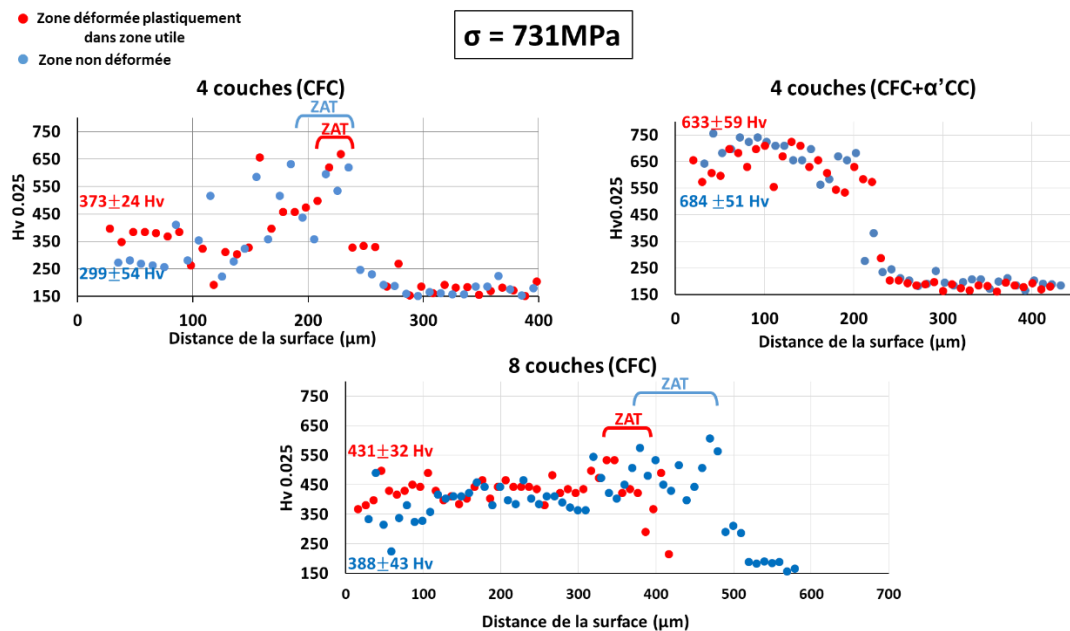 Zone déformée plastiquement
dans zone utile
Zone non déformée
σ = 731MPa
4 couches (CFC)
ZAT
ZAT
750
650
550
450
350
250
150
Hv0.025
373±24 Hv
299±54 Hv
0 100 200 300 400
Distance de la surface (µm)
4 couches (CFC+α’CC)
750
650
550
450
350
250
150
Hv0.025
633±59 Hv
684 ±51 Hv
0 100 200 300 400
Distance de la surface (µm)
8 couches (CFC)
ZAT
ZAT
750
650
550
450
350
250
150
Hv 0.025
431±32 Hv
388±43 Hv
0 100 200 300 400 500 600 700
Distance de la surface (µm)